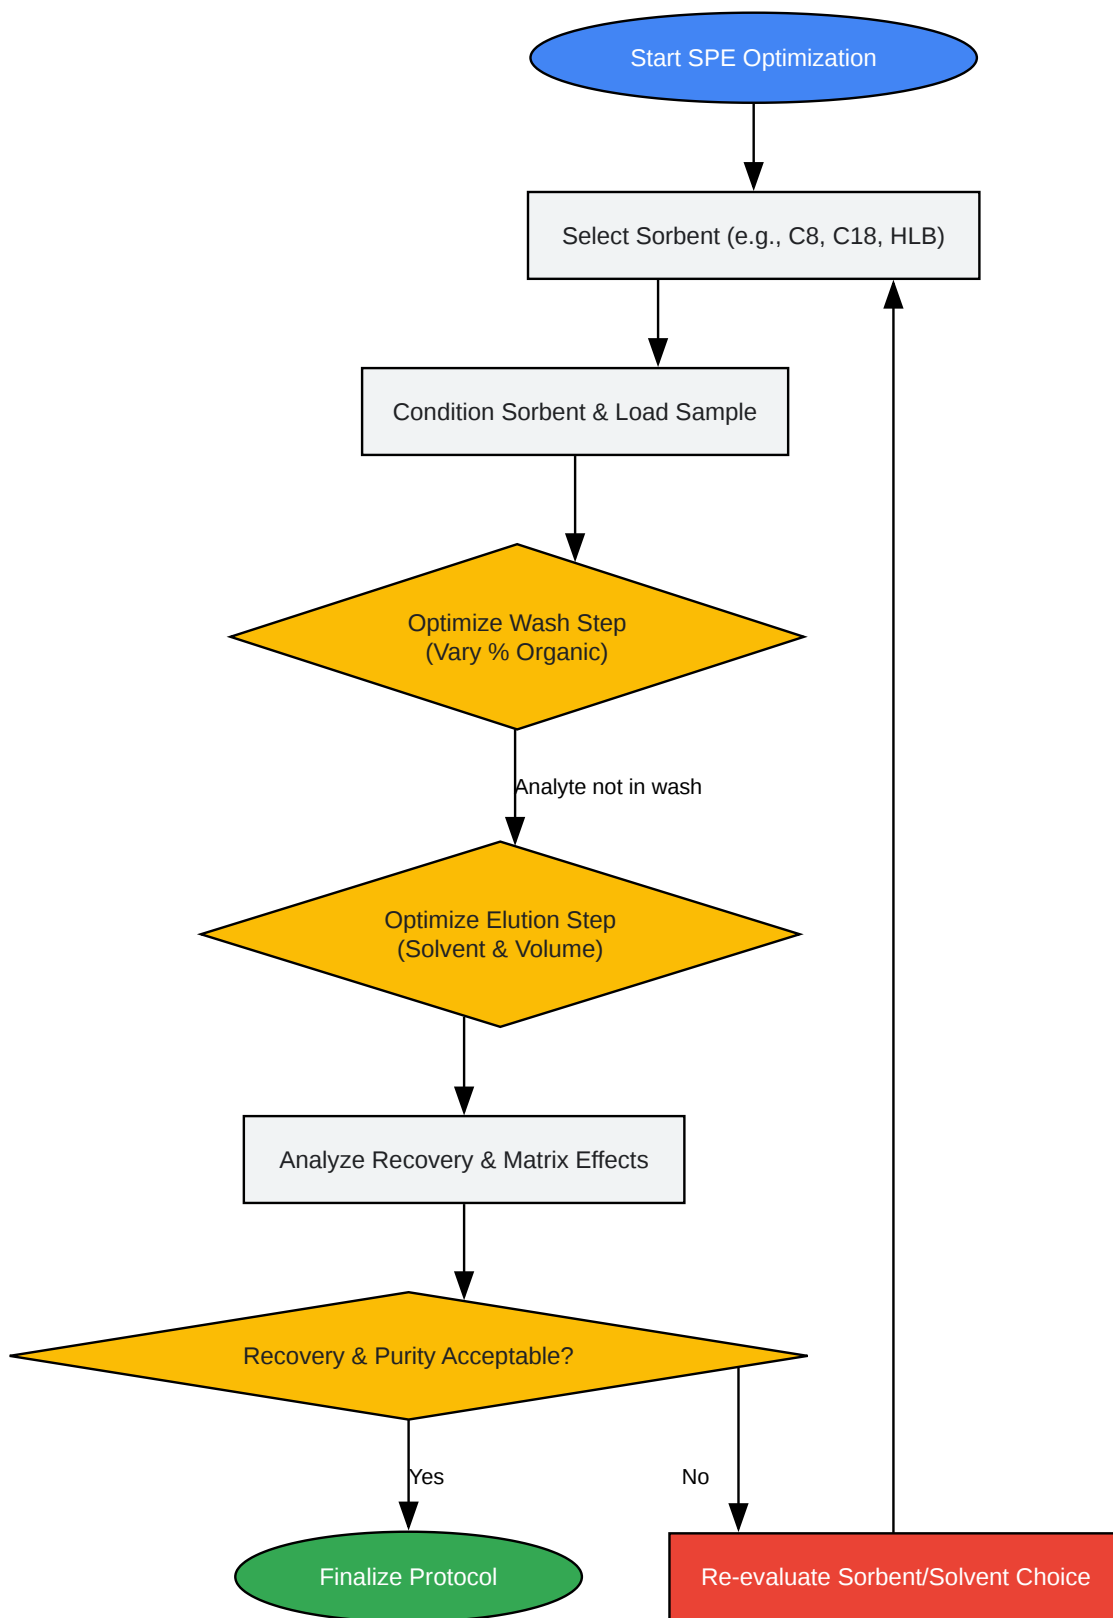 Start SPE Optimization
Select Sorbent (e.g., C8, C18, HLB)
Condition Sorbent & Load Sample
Optimize Wash Step
(Vary % Organic)
Analyte not in wash
Optimize Elution Step
(Solvent & Volume)
Analyze Recovery & Matrix Effects
Recovery & Purity Acceptable?
Yes
No
Finalize Protocol
Re-evaluate Sorbent/Solvent Choice